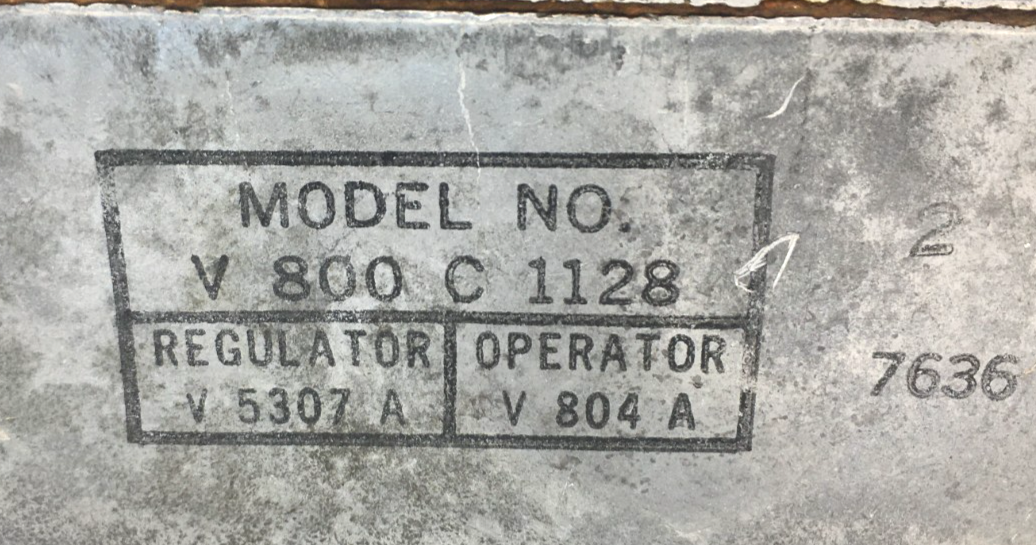 MODEL NO.
V 800 C 1128
REGULATOR OPERATOR
V 5307 A V 804 A
2
7636